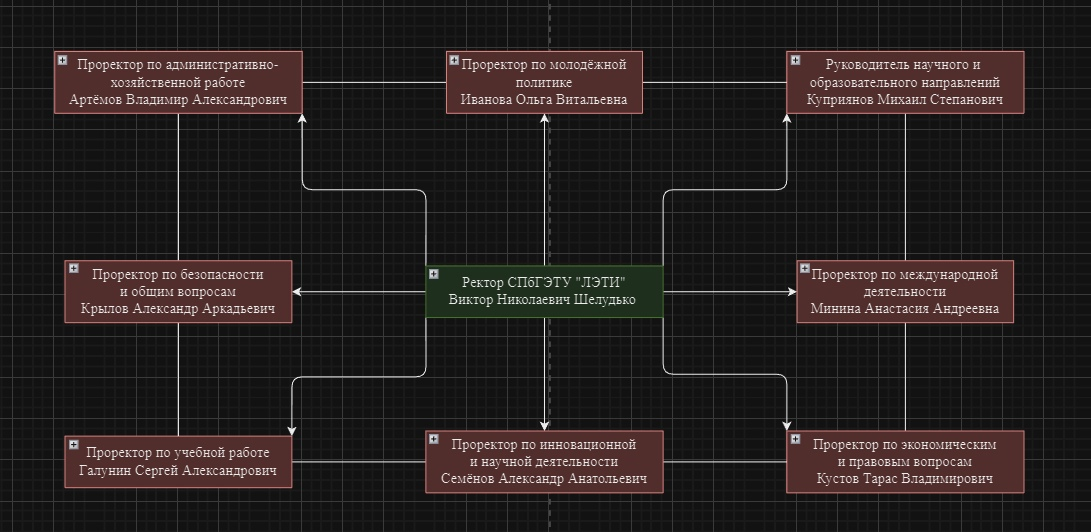 Проректор по административно-
хозяйственной работе
Артёмов Владимир Александрович
Проректор по молодёжной
политике
Иванова Ольга Витальевна
Руководитель научного и
образовательного направлений
Куприянов Михаил Степанович
Проректор по безопасности
и общим вопросам
Крылов Александр Аркадьевич
Ректор СПбГЭТУ "ЛЭТИ"
Виктор Николаевич Шелудько
Проректор по международной
деятельности
Минина Анастасия Андреевна
Проректор по учебной работе
Галунин Сергей Александрович
Проректор по инновационной
и научной деятельности
Семёнов Александр Анатольевич
Проректор по экономическим
и правовым вопросам
Кустов Тарас Владимирович